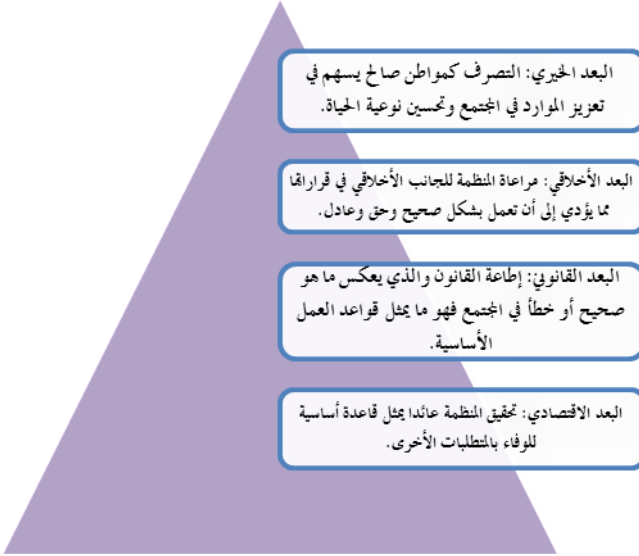 البعد الخيري: التصرف كمواطن صالح يسهم في
تعزيز الموارد في المجتمع وتحسين نوعية الحياة.
البعد الأخلاقي: مراعاة المنظمة للجانب الأخلاقي في قراراتها
مما يؤدي إلى أن تعمل بشكل صحيح وحق وعادل.
البعد القانوني: إطاعة القانون والذي يعكس ما هو
صحيح أو خطأ في المجتمع فهو ما يمثل قواعد العمل
الأساسية.
البعد الاقتصادي: تحقيق المنظمة عائدا يمثل قاعدة أساسية
للوفاء بالمتطلبات الأخرى.